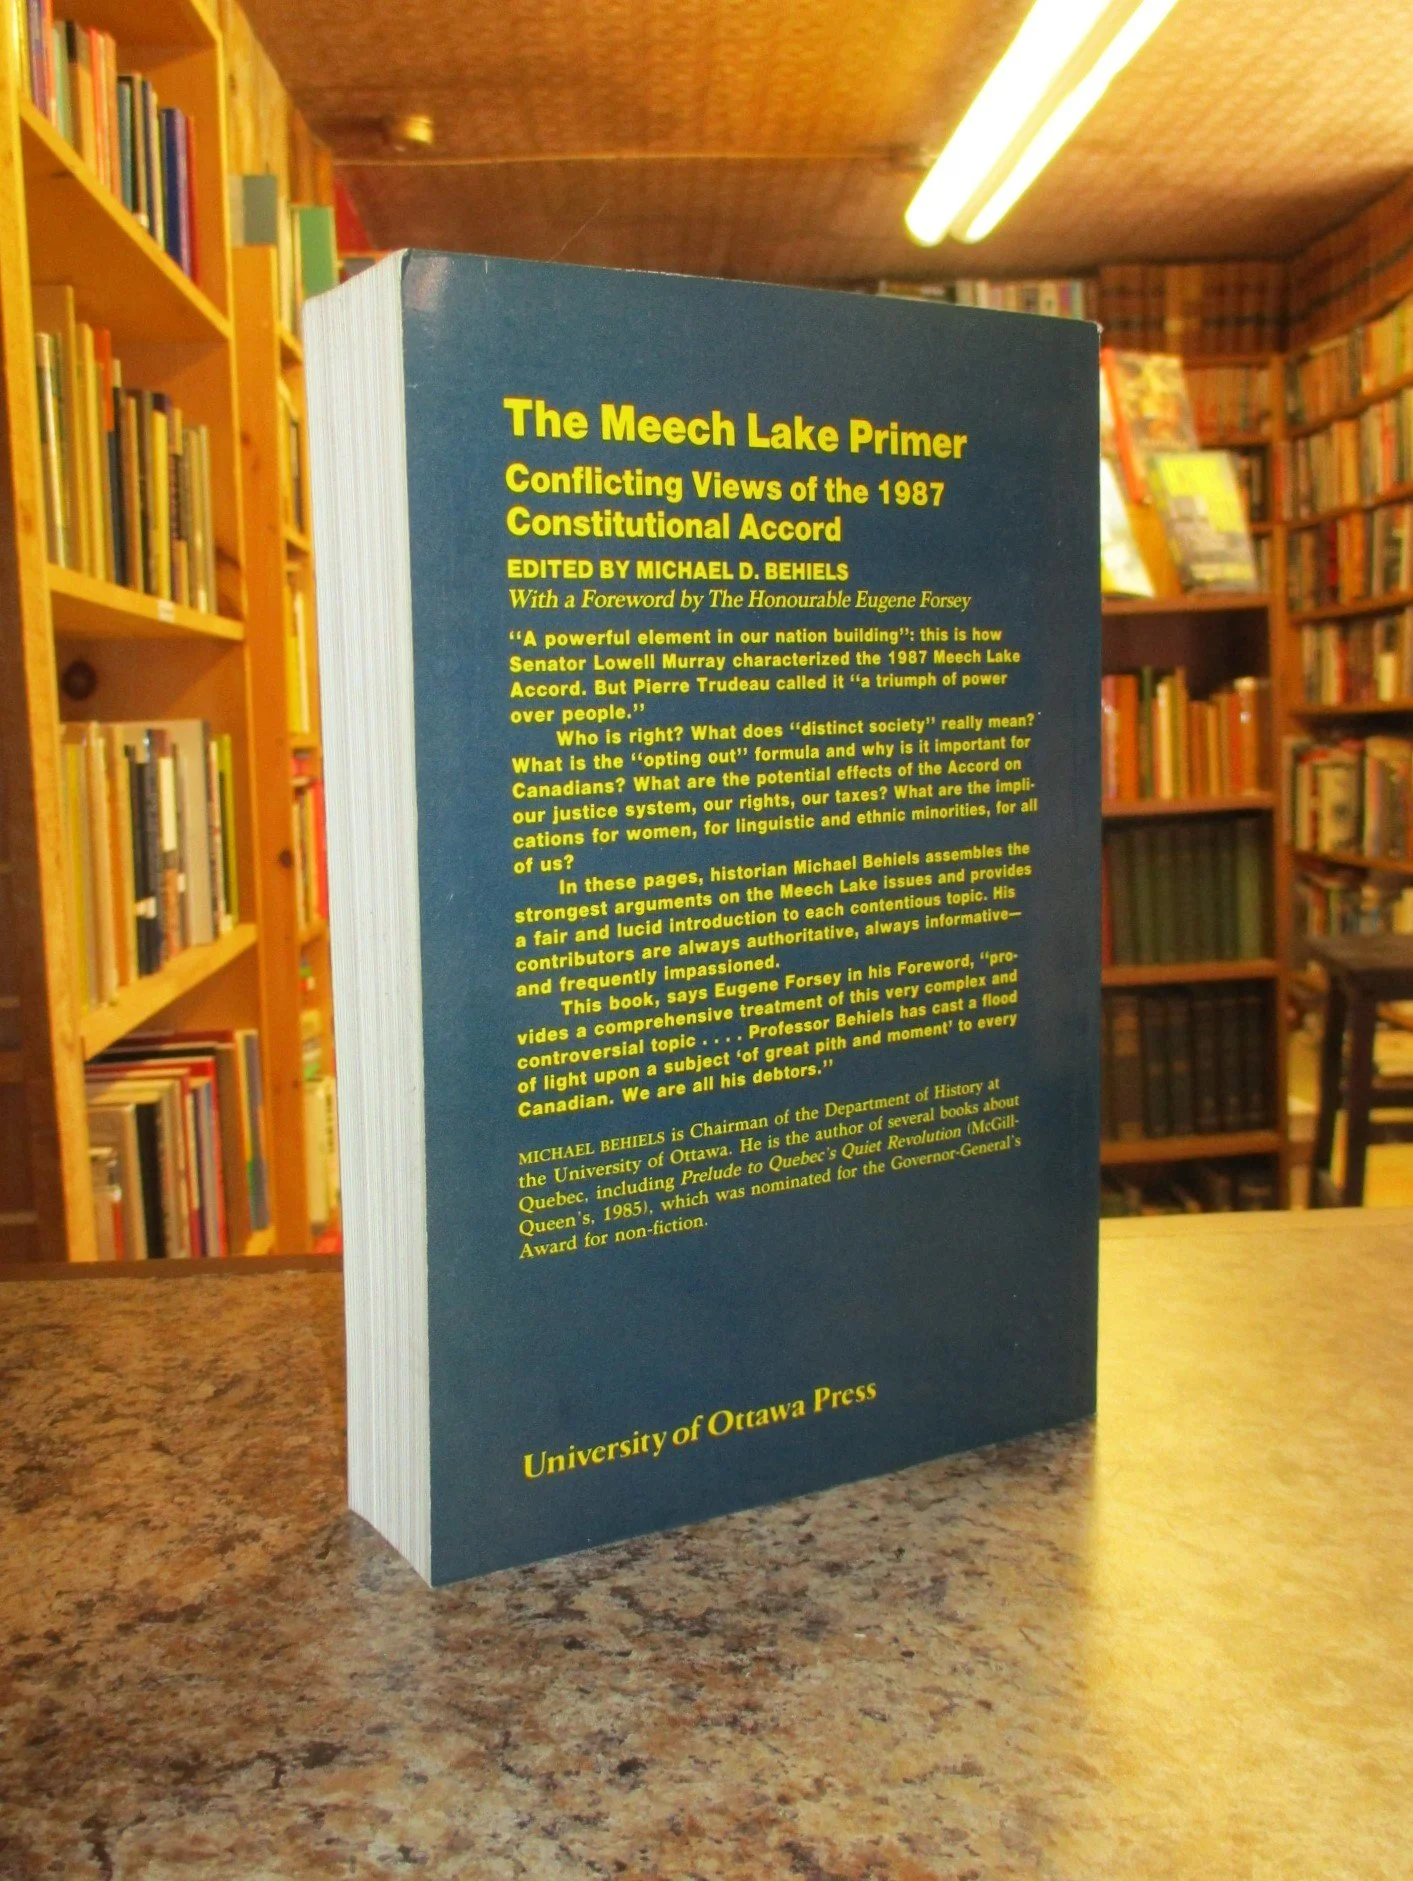 The Meech Lake Primer
Conflicting Views of the 1987
Constitutional Accord
EDITED BY MICHAEL D. BEHIELS
With a Foreword by The Honourable Eugene Forsey
“A powerful element in our nation building”: this is how
Senator Lowell Murray characterized the 1987 Meech Lake
Accord. But Pierre Trudeau called it “a triumph of power
over people.”
Who is right? What does “distinct society” really mean?
What is the “opting out” formula and why is it important for
Canadians? What are the potential effects of the Accord on
our justice system, our rights, our taxes? What are the impli-
cations for women, for linguistic and ethnic minorities, for all
of us?
In these pages, historian Michael Behiels assembles the
strongest arguments on the Meech Lake issues and provides
a fair and lucid introduction to each contentious topic. His
contributors are always authoritative, always informative—
and frequently impassioned.
This book, says Eugene Forsey in his Foreword, “pro-
vides a comprehensive treatment of this very complex and
controversial topic . . . . Professor Behiels has cast a flood
of light upon a subject ‘of great pith and moment’ to every
Canadian. We are all his debtors.”
MICHAEL BEHIELS is Chairman of the Department of History at
the University of Ottawa. He is the author of several books about
Quebec, including Prelude to Quebec's Quiet Revolution (McGill-
Queen's, 1985), which was nominated for the Governor-General's
Award for non-fiction.
University of Ottawa Press